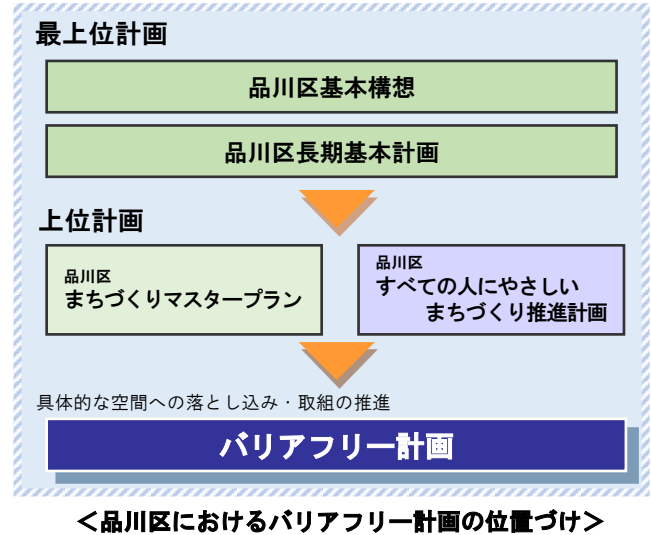 最上位計画
品川区基本構想
品川区長期基本計画
上位計画
品川区
まちづくりマスタープラン
品川区
すべての人にやさしい
まちづくり推進計画
具体的な空間への落とし込み・取組の推進
バリアフリー計画
＜品川区におけるバリアフリー計画の位置づけ＞